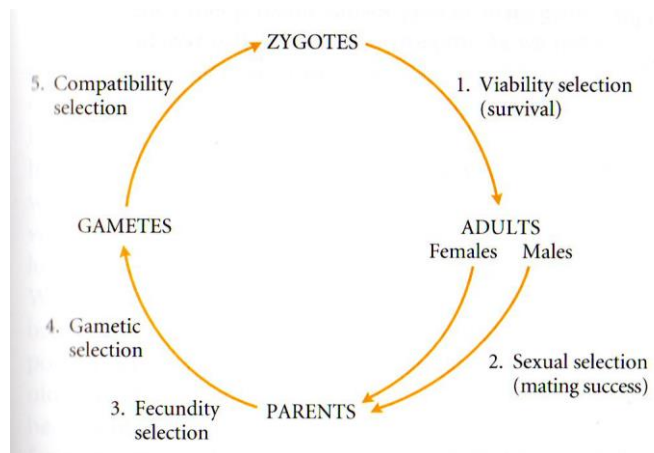 ZYGOTES
5. Compatibility
selection
1. Viability selection
(survival)
GAMETES
ADULTS
Females Males
4. Gametic
selection
2. Sexual selection
(mating success)
3. Fecundity
selection
PARENTS